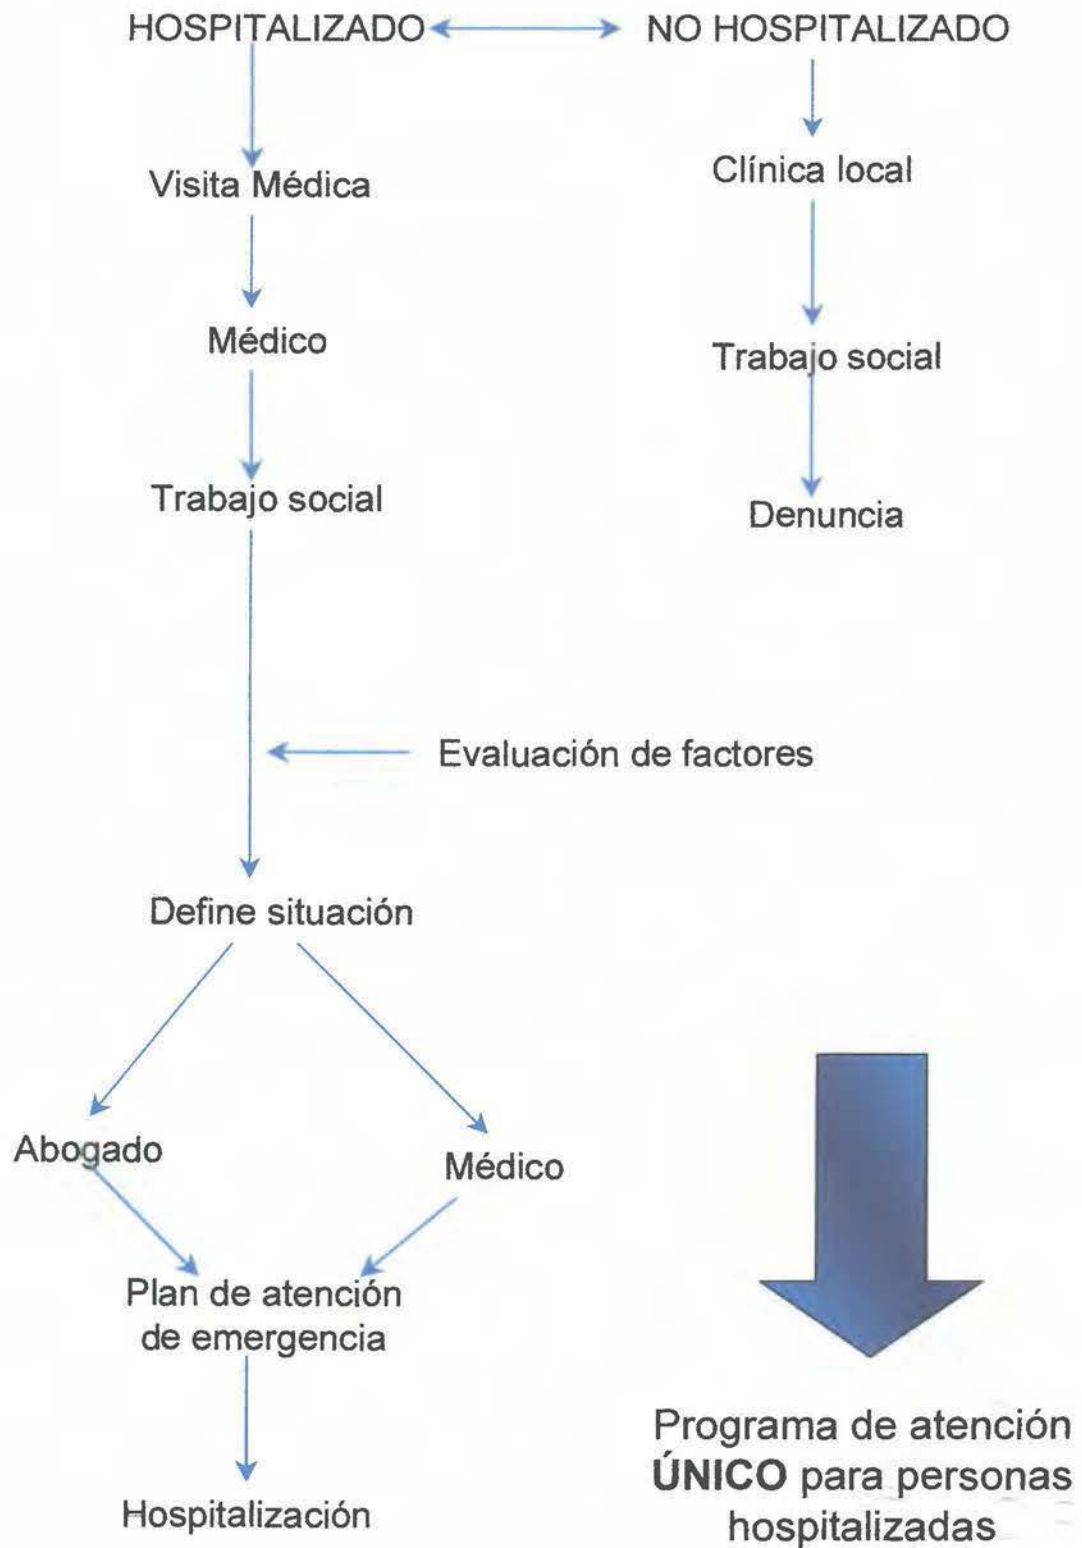 HOSPITALIZADO
NO HOSPITALIZADO
Visita Médica
Clínica local
Médico
Trabajo social
Trabajo social
Denuncia
Evaluación de factores
Define situación
Abogado
Médico
Plan de atención
de emergencia
Hospitalización
Programa de atención
ÚNICO para personas
hospitalizadas